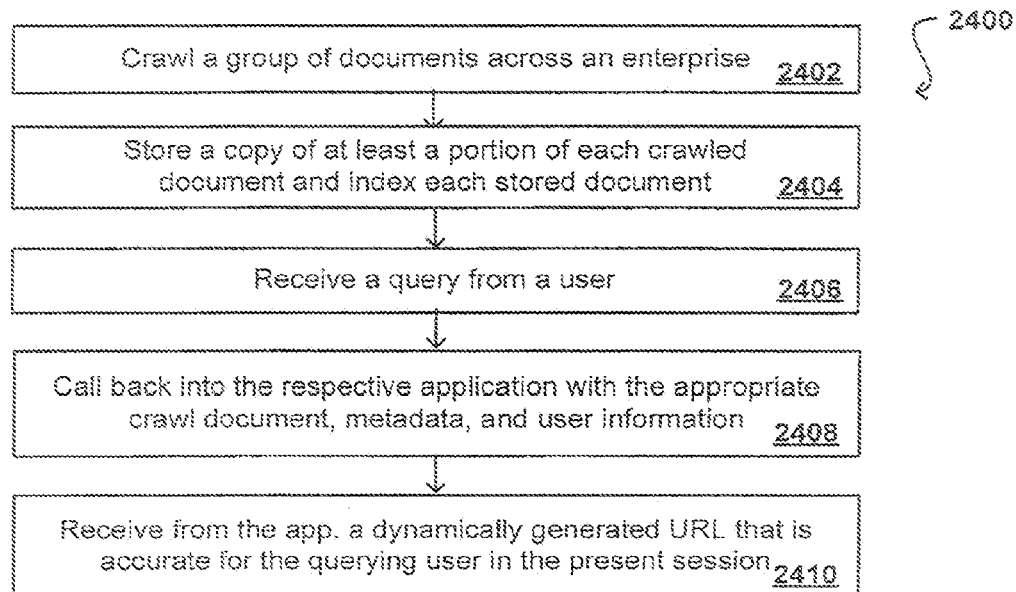 2400
Crawl a group of documents across an enterprise
2402
Store a copy of at least a portion of each crawled
document and index each stored document
2404
Receive a query from a user
2406
Call back into the respective application with the appropriate
crawl document, metadata, and user information
2408
Receive from the app. a dynamically generated URL that is
accurate for the querying user in the present session
2410